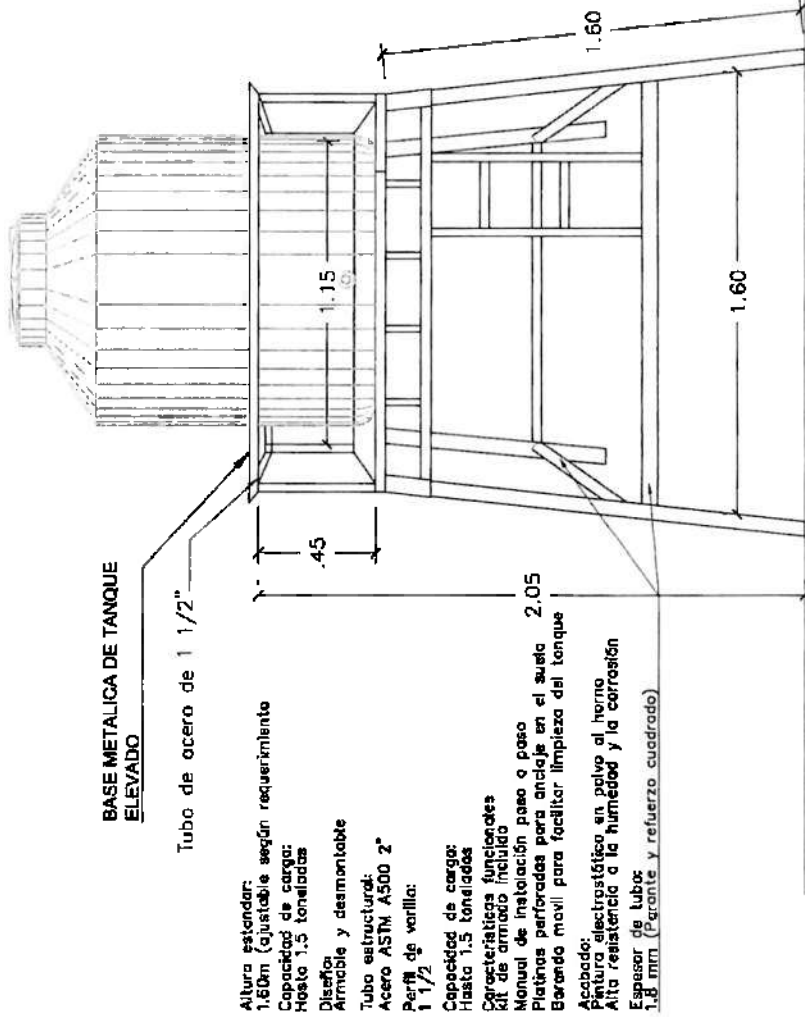 BASE METALICA DE TANQUE
ELEVADO
Tubo de acero de 1 1/2"
Altura estandar:
1.60m (ajustable según requerimiento
Capacidad de carga:
Hasta 1.5 toneladas
Diseño:
Armable y desmontable
Tubo estructural:
Acero ASTM A500 2"
Perfil de varilla:
1 1/2 "
Capacidad de carga:
Hasta 1.5 toneladas
Características funcionales
kit de armado incluido
Manual de instalación paso a paso
Platinas perforadas para anclaje en el suelo
Baranda movil para facilitar limpieza del tanque
Acabado:
Pintura electrostática en polvo al horno
Alta resistencia a la humedad y la corrosión
Espesor de tubo:
1.8 mm (Parante y refuerzo cuadrado)
.45
2.05
1.15
1.60
1.60